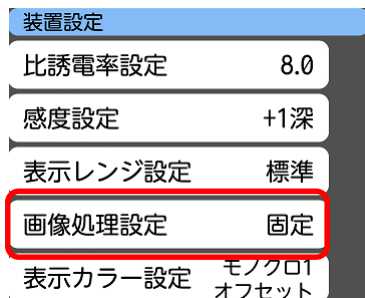 装置設定
比誘電率設定 8.0
感度設定 +1深
表示レンジ設定 標準
画像処理設定 固定
表示カラー設定 モノクロ1
オフセット